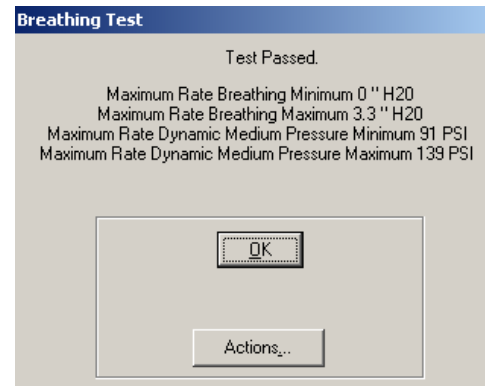 Breathing Test
Test Passed.
Maximum Rate Breathing Minimum 0 " H20
Maximum Rate Breathing Maximum 3.3 " H20
Maximum Rate Dynamic Medium Pressure Minimum 91 PSI
Maximum Rate Dynamic Medium Pressure Maximum 139 PSI
OK
Actions...